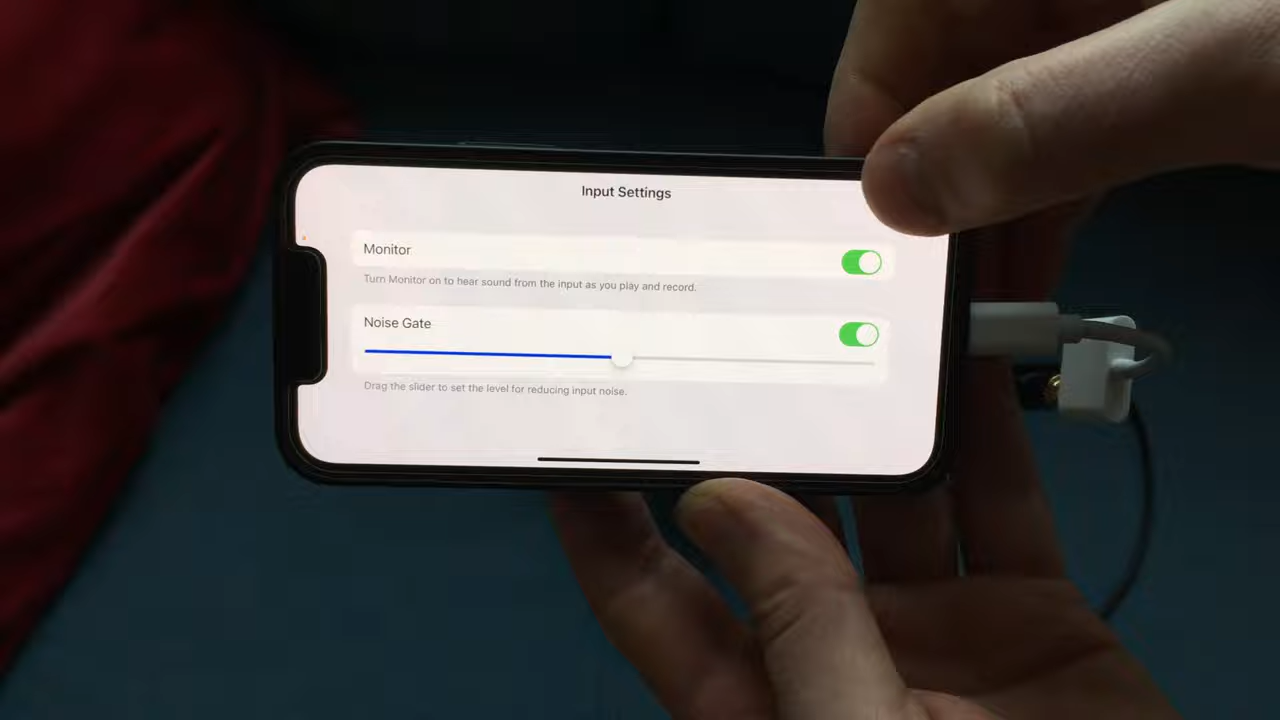 Input Settings
Monitor
Turn Monitor on to hear sound from the input as you play and record.
Noise Gate
Drag the slider to set the level for reducing input noise.